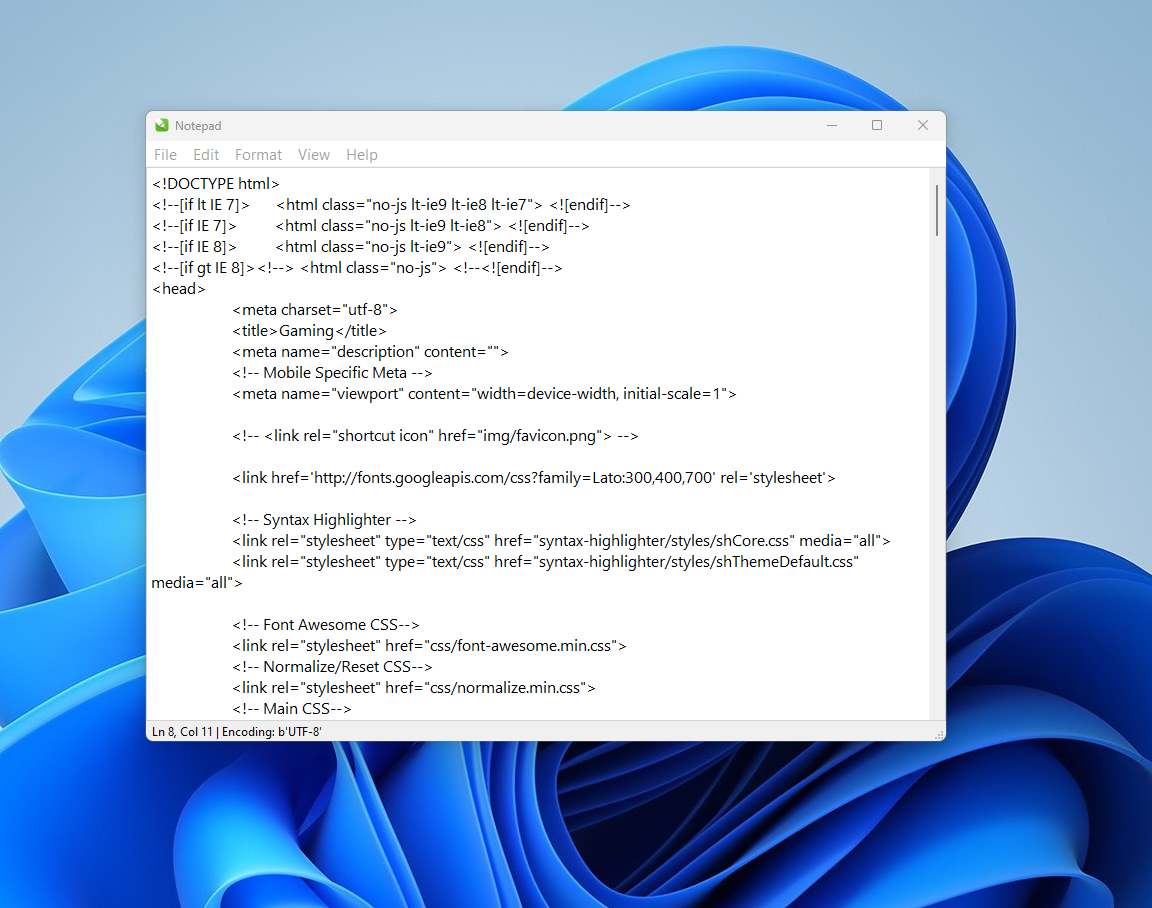 Notepad
File Edit Format View Help
<!DOCTYPE html>
<!--[if lt IE 7]>      <html class="no-js lt-ie9 lt-ie8 lt-ie7"> <![endif]-->
<!--[if IE 7]>         <html class="no-js lt-ie9 lt-ie8"> <![endif]-->
<!--[if IE 8]>         <html class="no-js lt-ie9"> <![endif]-->
<!--[if gt IE 8]><!--> <html class="no-js"> <!--<![endif]-->
<head>
<meta charset="utf-8">
<title>Gaming</title>
<meta name="description" content="">
<!-- Mobile Specific Meta -->
<meta name="viewport" content="width=device-width, initial-scale=1">
<!-- <link rel="shortcut icon" href="img/favicon.png"> -->
<link href='http://fonts.googleapis.com/css?family=Lato:300,400,700' rel='stylesheet'>
<!-- Syntax Highlighter -->
<link rel="stylesheet" type="text/css" href="syntax-highlighter/styles/shCore.css" media="all">
<link rel="stylesheet" type="text/css" href="syntax-highlighter/styles/shThemeDefault.css"
media="all">
<!-- Font Awesome CSS-->
<link rel="stylesheet" href="css/font-awesome.min.css">
<!-- Normalize/Reset CSS-->
<link rel="stylesheet" href="css/normalize.min.css">
<!-- Main CSS-->
Ln 8, Col 11 | Encoding: b'UTF-8'